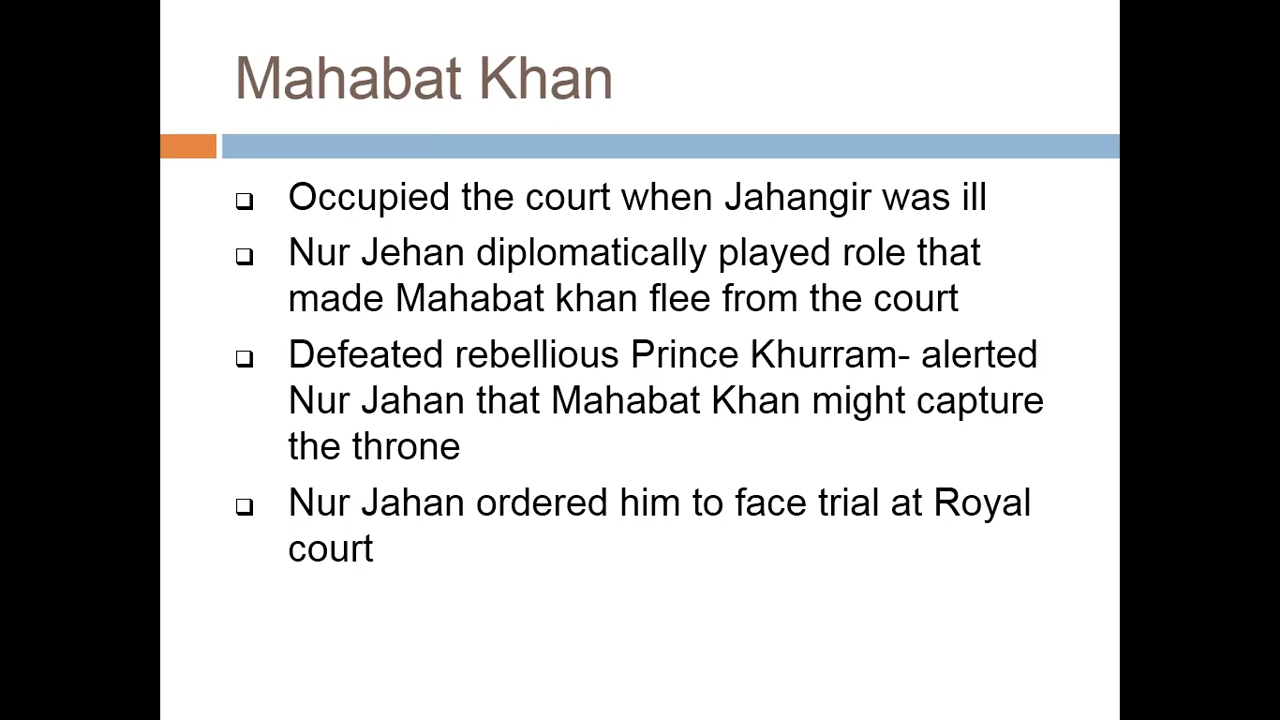 Mahabat Khan
Occupied the court when Jahangir was ill
Nur Jehan diplomatically played role that
made Mahabat khan flee from the court
Defeated rebellious Prince Khurram- alerted
Nur Jahan that Mahabat Khan might capture
the throne
Nur Jahan ordered him to face trial at Royal
court